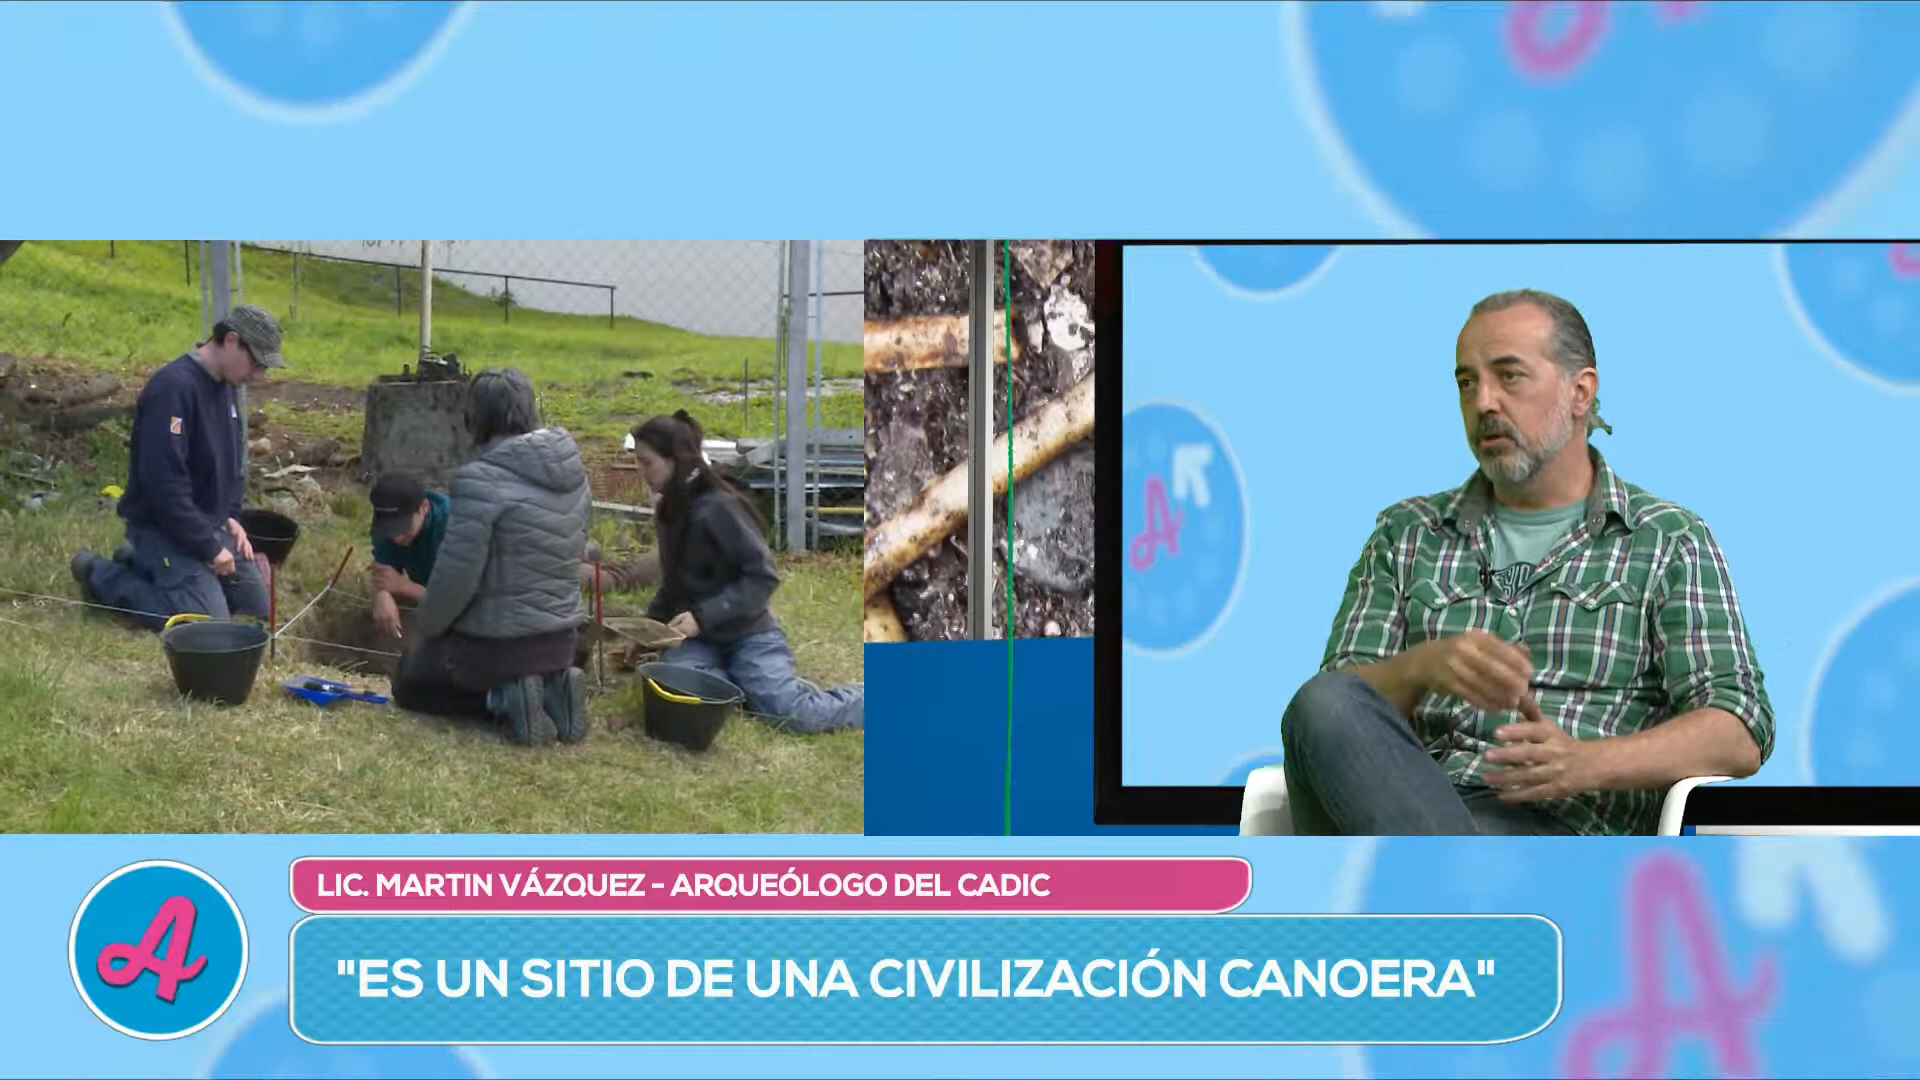 LIC. MARTIN VÁZQUEZ - ARQUEÓLOGO DEL CADIC
"ES UN SITIO DE UNA CIVILIZACIÓN CANOERA"
A
A